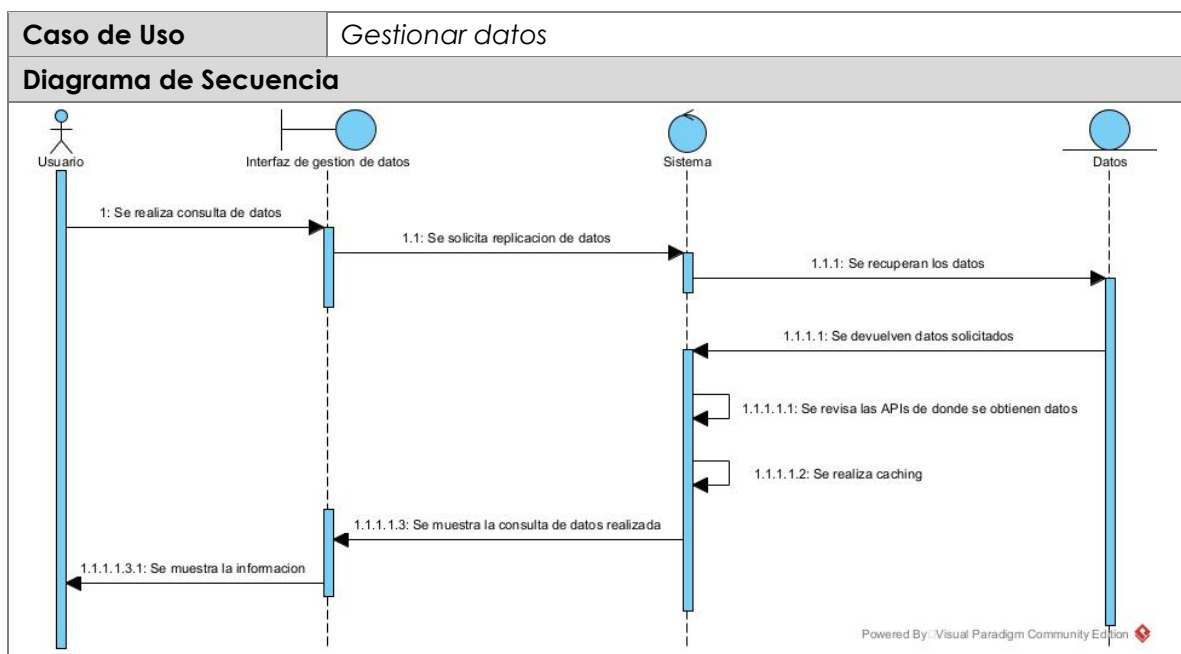 Caso de Uso
Gestionar datos
Diagrama de Secuencia
Usuario
Interfaz de gestion de datos
Sistema
Datos
1: Se realiza consulta de datos
1.1: Se solicita replicacion de datos
1.1.1: Se recuperan los datos
1.1.1.1: Se devuelven datos solicitados
1.1.1.1.1: Se revisa las APIs de donde se obtienen datos
1.1.1.1.2: Se realiza caching
1.1.1.1.3: Se muestra la consulta de datos realizada
1.1.1.1.3.1: Se muestra la informacion
Powered By Visual Paradigm Community Edition